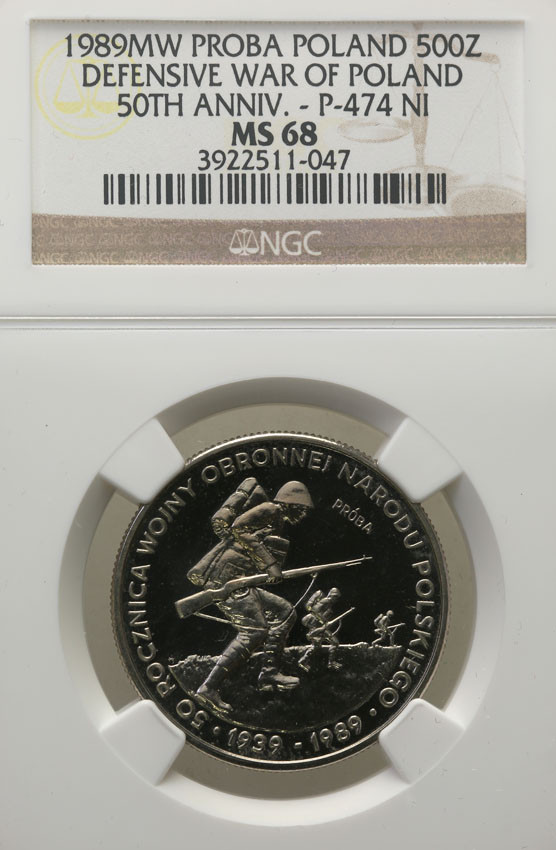 1989MW PROBA POLAND 500Z
DEFENSIVE WAR OF POLAND
50TH ANNIV. - P-474 NI
MS 68
3922511-047
NGC
50 ROCZNICA WOJNY OBRONNEJ NARODU POLSKIEGO
PRÓBA
1939 - 1989